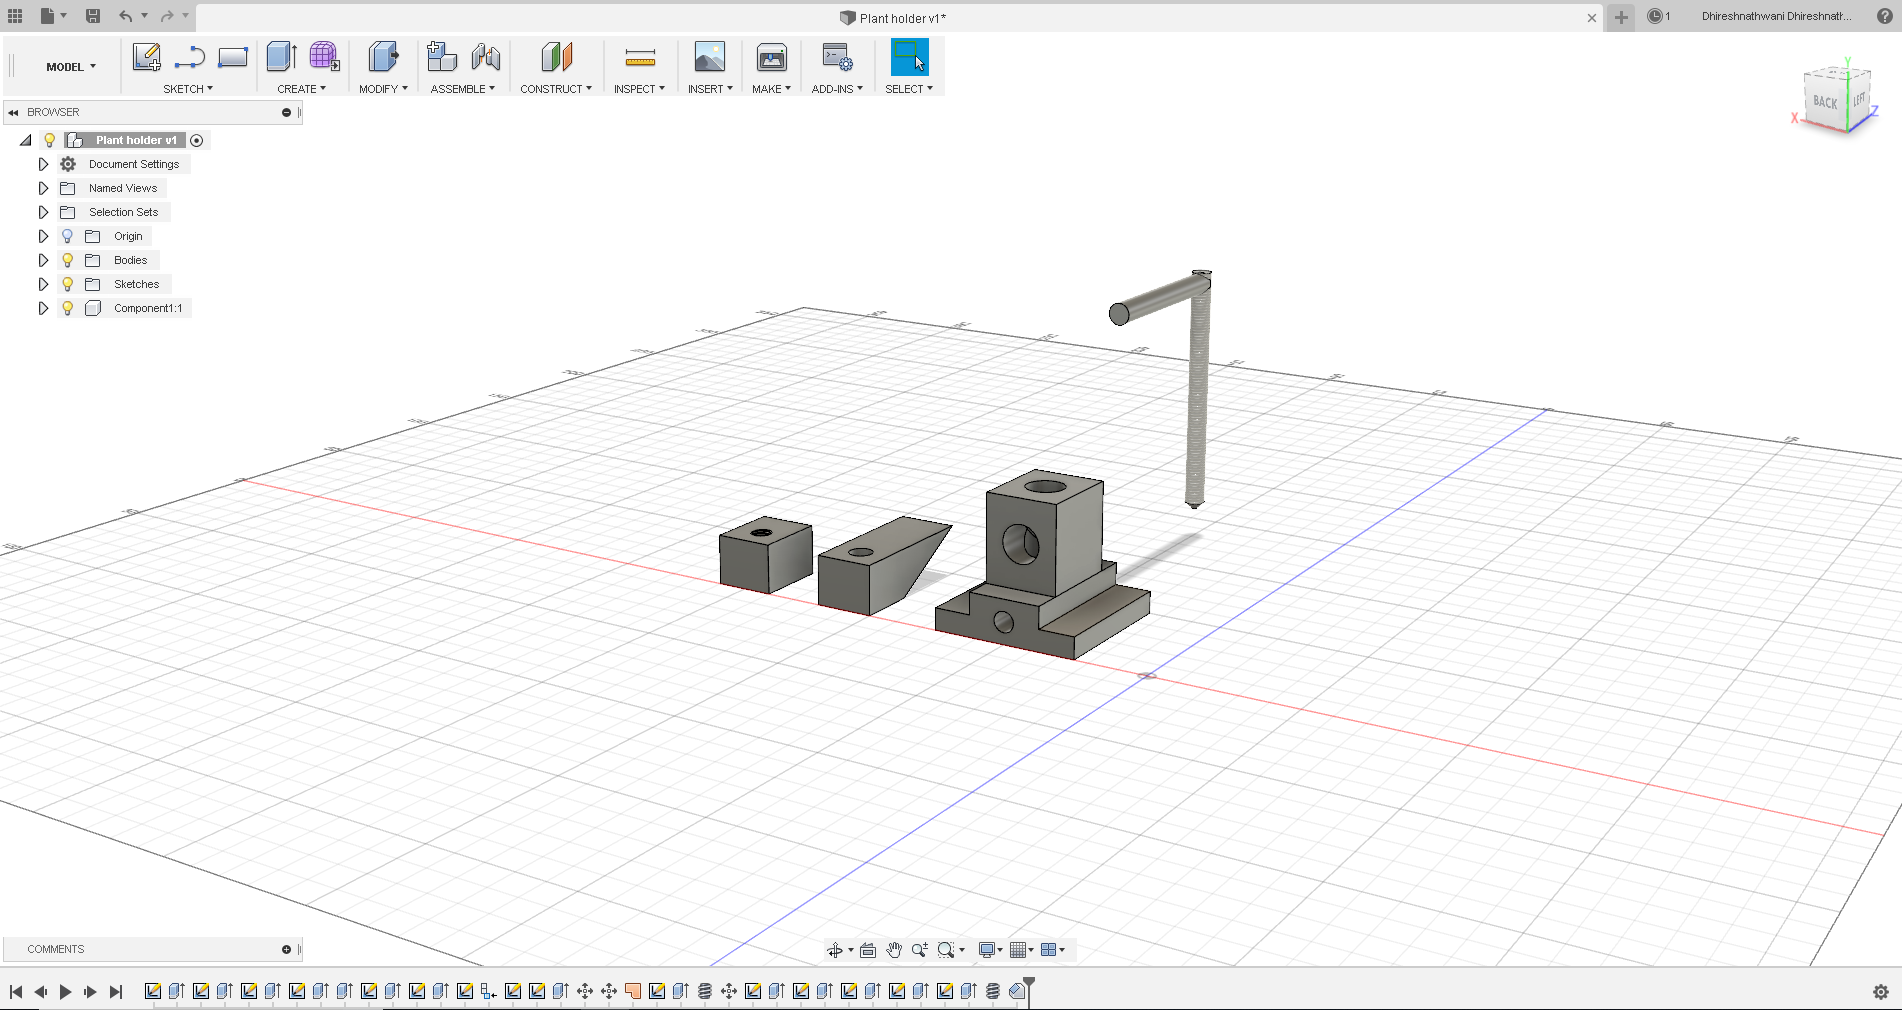 Plant holder v1*
1
Dhireshnathwani Dhireshnath...
MODEL
SKETCH
CREATE
MODIFY
ASSEMBLE
CONSTRUCT
INSPECT
INSERT
MAKE
ADD-INS
SELECT
BROWSER
Plant holder v1
Document Settings
Named Views
Selection Sets
Origin
Bodies
Sketches
Component1:1
Y
BACK
LEFT
X
Z
COMMENTS